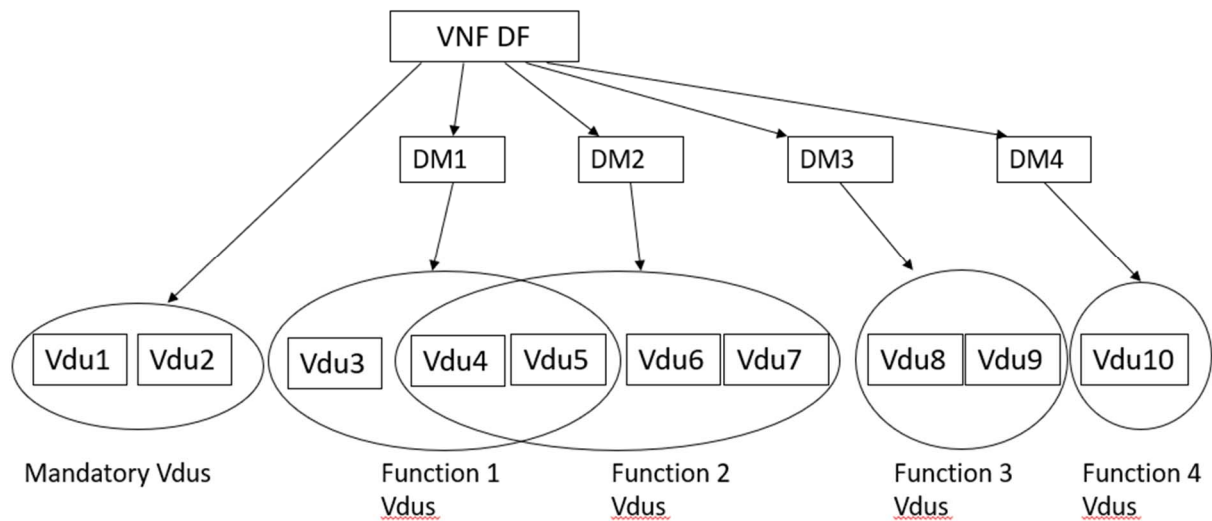 VNF DF
DM1
DM2
DM3
DM4
Vdu1
Vdu2
Vdu3
Vdu4
Vdu5
Vdu6
Vdu7
Vdu8
Vdu9
Vdu10
Mandatory Vdus
Function 1
Vdus
Function 2
Vdus
Function 3
Vdus
Function 4
Vdus